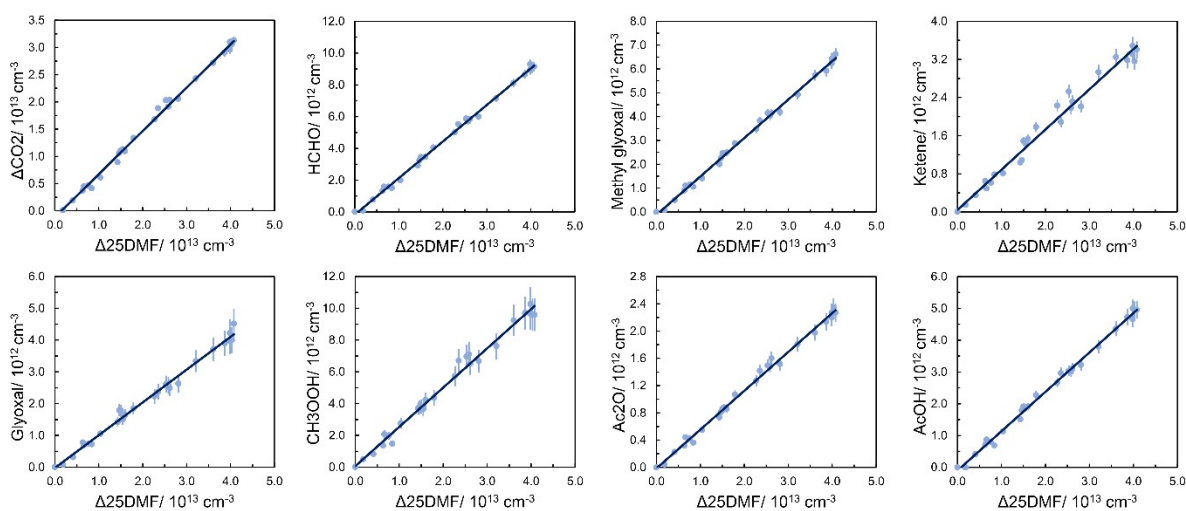 3.5
3.0
2.5
2.0
1.5
1.0
0.5
0.0
ΔCO2/ 10¹³ cm⁻³
0.0 1.0 2.0 3.0 4.0 5.0
Δ25DMF/ 10¹³ cm⁻³
12.0
10.0
8.0
6.0
4.0
2.0
0.0
HCHO/ 10¹² cm⁻³
0.0 1.0 2.0 3.0 4.0 5.0
Δ25DMF/ 10¹³ cm⁻³
8.0
7.0
6.0
5.0
4.0
3.0
2.0
1.0
0.0
Methyl glyoxal/ 10¹² cm⁻³
0.0 1.0 2.0 3.0 4.0 5.0
Δ25DMF/ 10¹³ cm⁻³
4.0
3.2
2.4
1.6
0.8
0.0
Ketene/ 10¹² cm⁻³
0.0 1.0 2.0 3.0 4.0 5.0
Δ25DMF/ 10¹³ cm⁻³
6.0
5.0
4.0
3.0
2.0
1.0
0.0
Glyoxal/ 10¹² cm⁻³
0.0 1.0 2.0 3.0 4.0 5.0
Δ25DMF/ 10¹³ cm⁻³
12.0
10.0
8.0
6.0
4.0
2.0
0.0
CH3OOH/ 10¹² cm⁻³
0.0 1.0 2.0 3.0 4.0 5.0
Δ25DMF/ 10¹³ cm⁻³
2.8
2.4
2.0
1.6
1.2
0.8
0.4
0.0
Ac2O/ 10¹² cm⁻³
0.0 1.0 2.0 3.0 4.0 5.0
Δ25DMF/ 10¹³ cm⁻³
6.0
5.0
4.0
3.0
2.0
1.0
0.0
AcOH/ 10¹² cm⁻³
0.0 1.0 2.0 3.0 4.0 5.0
Δ25DMF/ 10¹³ cm⁻³